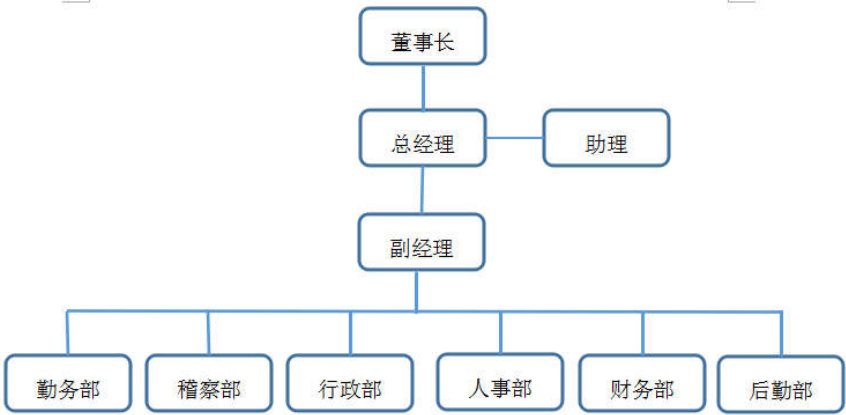 董事长
总经理
助理
副经理
勤务部
稽察部
行政部
人事部
财务部
后勤部